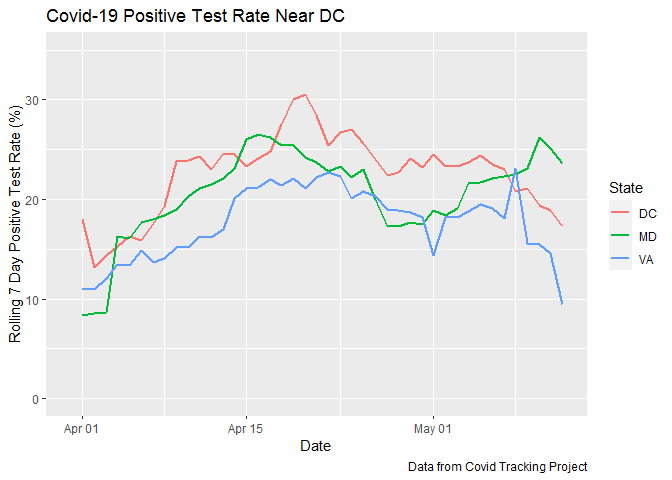 Covid-19 Positive Test Rate Near DC
Rolling 7 Day Positive Test Rate (%)
30
20
10
0
Apr 01
Apr 15
May 01
Date
State
DC
MD
VA
Data from Covid Tracking Project